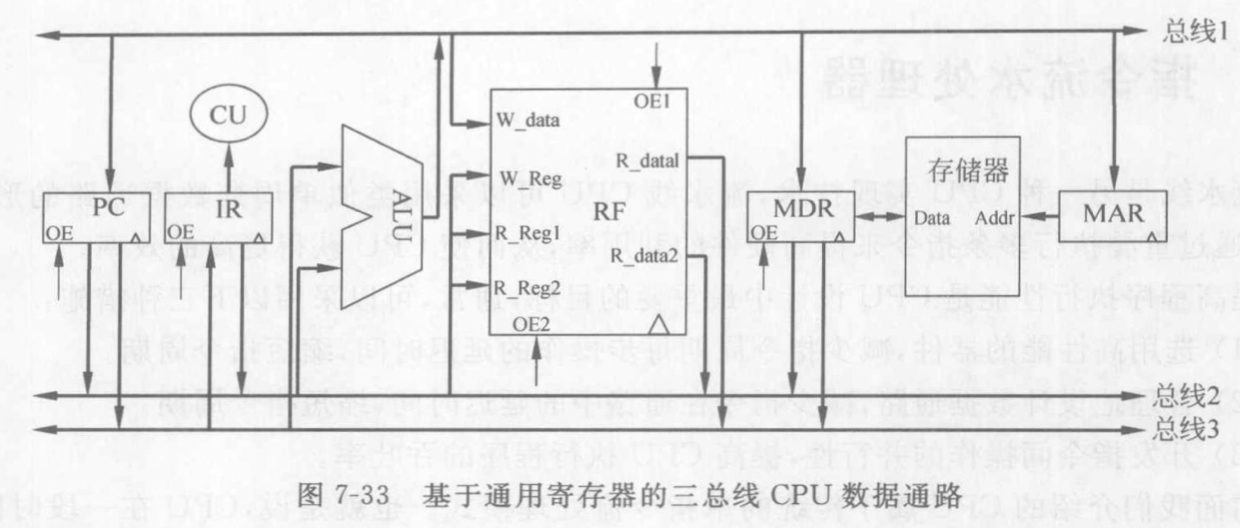 总线1
CU
OE1
W_data
ALU
R_data1
存储器
W_Reg
PC
IR
RF
MDR
Data
Addr
MAR
OE
OE
R_Reg1
OE
R_data2
R_Reg2
OE2
总线2
总线3
图 7-33 基于通用寄存器的三总线 CPU 数据通路